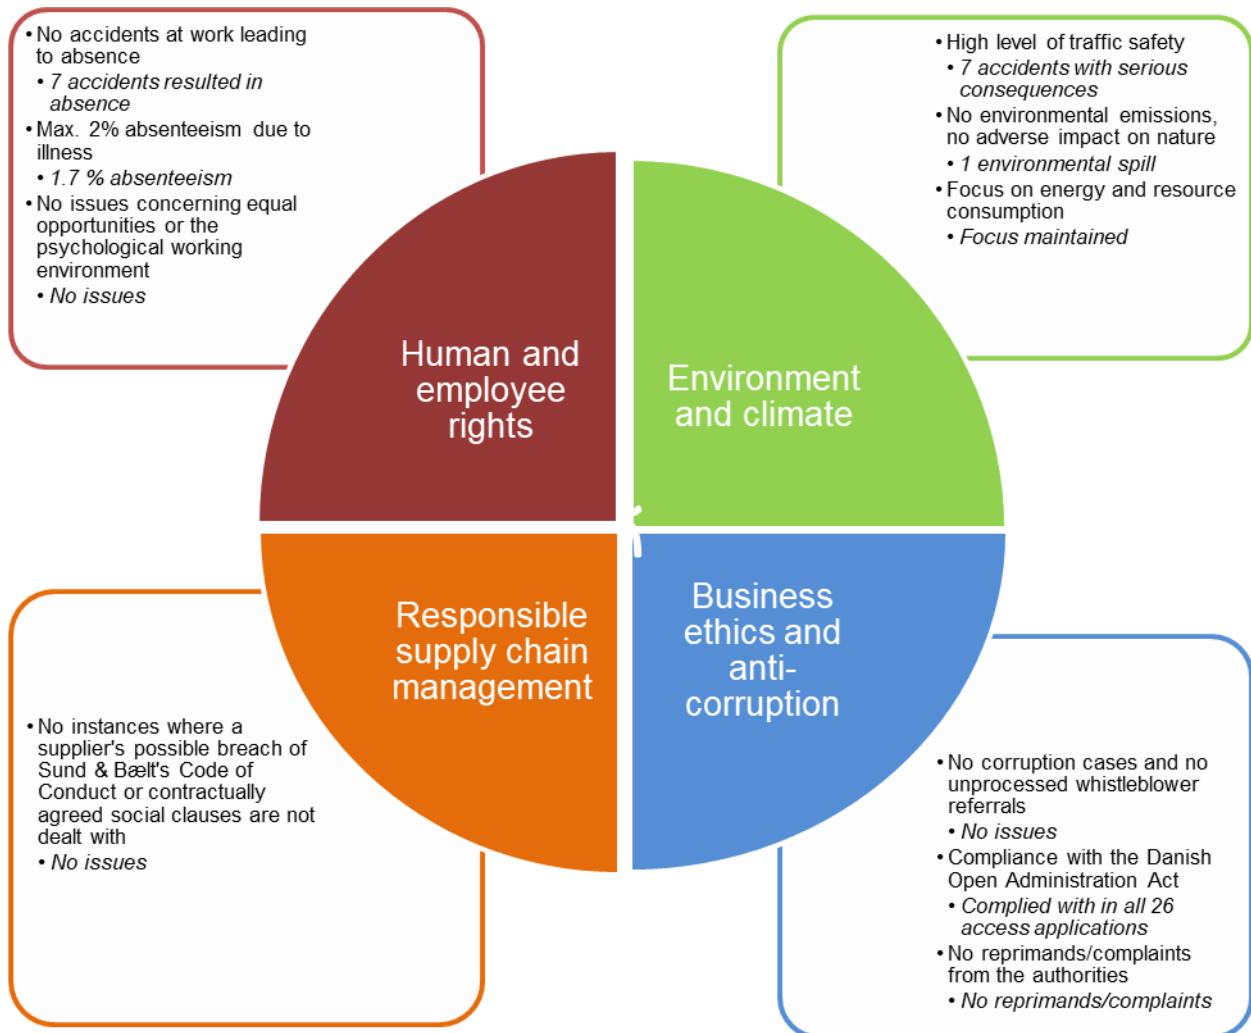 • No accidents at work leading
to absence
• 7 accidents resulted in
absence
• Max. 2% absenteeism due to
illness
• 1.7 % absenteeism
• No issues concerning equal
opportunities or the
psychological working
environment
• No issues
• High level of traffic safety
• 7 accidents with serious
consequences
• No environmental emissions,
no adverse impact on nature
• 1 environmental spill
• Focus on energy and resource
consumption
• Focus maintained
Human and
employee
rights
Environment
and climate
Responsible
supply chain
management
Business
ethics and
anti-
corruption
• No instances where a
supplier's possible breach of
Sund & Bælt's Code of
Conduct or contractually
agreed social clauses are not
dealt with
• No issues
• No corruption cases and no
unprocessed whistleblower
referrals
• No issues
• Compliance with the Danish
Open Administration Act
• Complied with in all 26
access applications
• No reprimands/complaints
from the authorities
• No reprimands/complaints